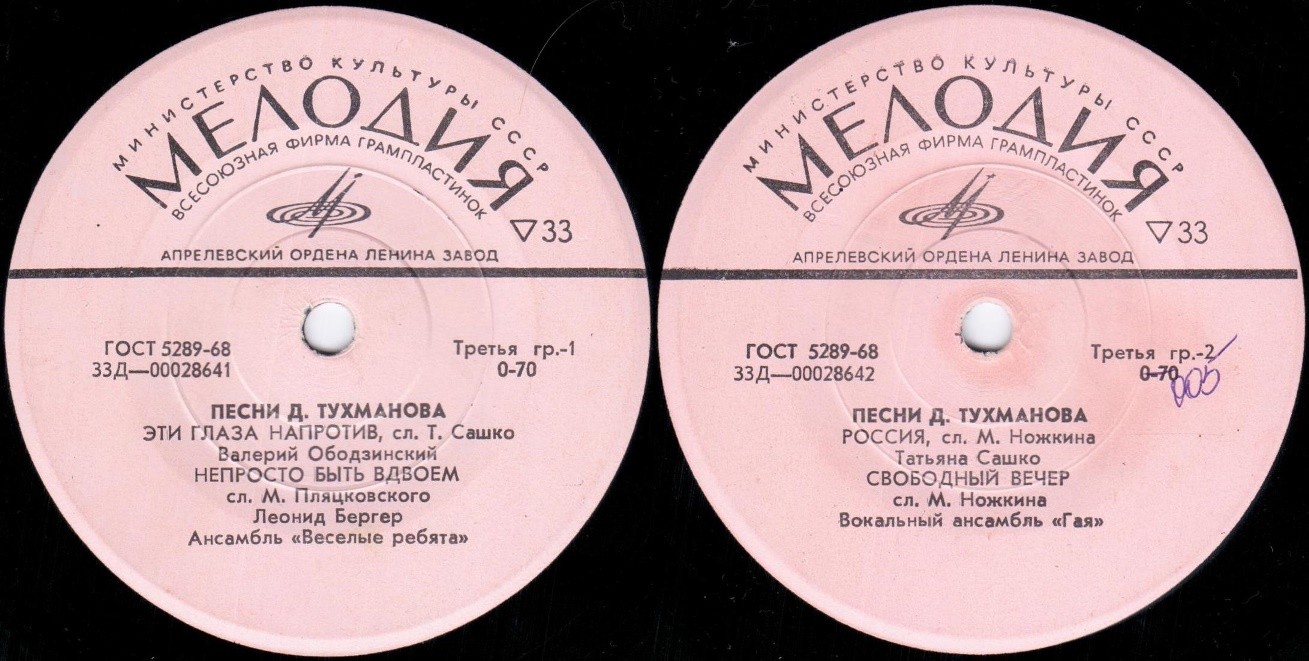 МИНИСТЕРСТВО КУЛЬТУРЫ СССР
МЕЛОДИЯ
ВСЕСОЮЗНАЯ ФИРМА ГРАМПЛАСТИНОК
▽33
АПРЕЛЕВСКИЙ ОРДЕНА ЛЕНИНА ЗАВОД
ГОСТ 5289-68
33Д—00028641
Третья гр.-1
0-70
ПЕСНИ Д. ТУХМАНОВА
ЭТИ ГЛАЗА НАПРОТИВ, сл. Т. Сашко
Валерий Ободзинский
НЕПРОСТО БЫТЬ ВДВОЕМ
сл. М. Пляцковского
Леонид Бергер
Ансамбль «Веселые ребята»
МИНИСТЕРСТВО КУЛЬТУРЫ СССР
МЕЛОДИЯ
ВСЕСОЮЗНАЯ ФИРМА ГРАМПЛАСТИНОК
▽33
АПРЕЛЕВСКИЙ ОРДЕНА ЛЕНИНА ЗАВОД
ГОСТ 5289-68
33Д—00028642
Третья гр.-2
0-70
ПЕСНИ Д. ТУХМАНОВА
РОССИЯ, сл. М. Ножкина
Татьяна Сашко
СВОБОДНЫЙ ВЕЧЕР
сл. М. Ножкина
Вокальный ансамбль «Гая»